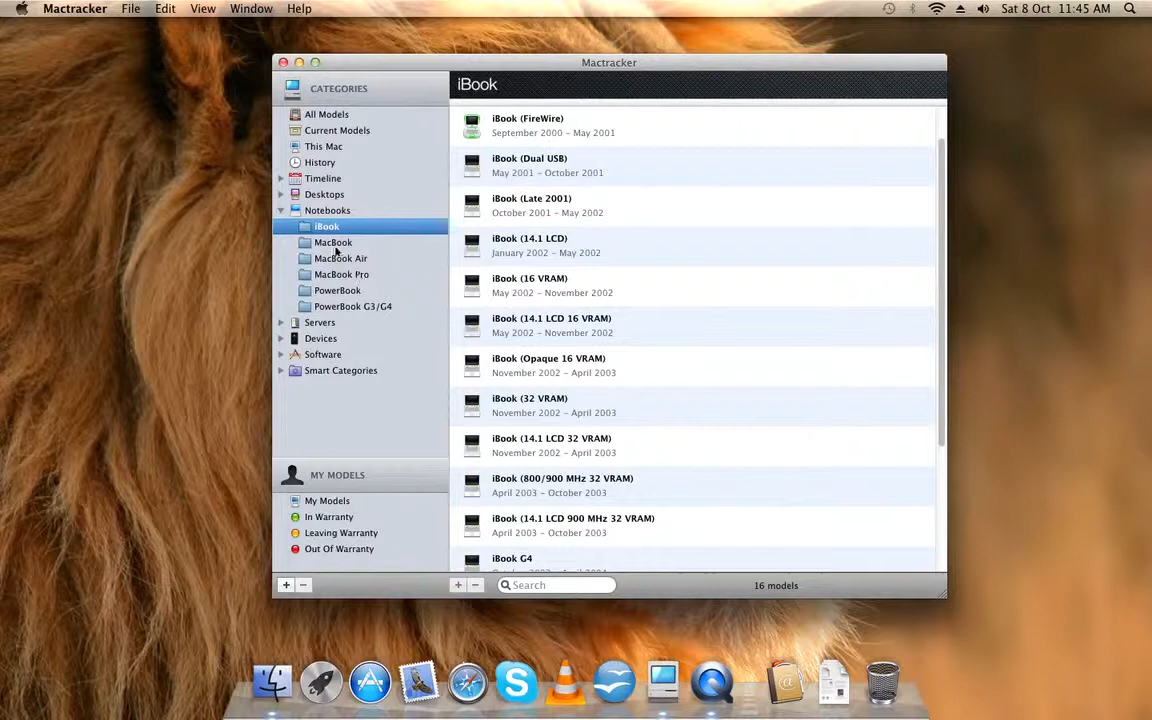 Mactracker File Edit View Window Help Sat 8 Oct 11:45 AM
Mactracker
CATEGORIES
All Models
Current Models
This Mac
History
Timeline
Desktops
Notebooks
iBook
MacBook
MacBook Air
MacBook Pro
PowerBook
PowerBook G3/G4
Servers
Devices
Software
Smart Categories
MY MODELS
My Models
In Warranty
Leaving Warranty
Out Of Warranty
iBook
iBook (FireWire)
September 2000 – May 2001
iBook (Dual USB)
May 2001 – October 2001
iBook (Late 2001)
October 2001 – May 2002
iBook (14.1 LCD)
January 2002 – May 2002
iBook (16 VRAM)
May 2002 – November 2002
iBook (14.1 LCD 16 VRAM)
May 2002 – November 2002
iBook (Opaque 16 VRAM)
November 2002 – April 2003
iBook (32 VRAM)
November 2002 – April 2003
iBook (14.1 LCD 32 VRAM)
November 2002 – April 2003
iBook (800/900 MHz 32 VRAM)
April 2003 – October 2003
iBook (14.1 LCD 900 MHz 32 VRAM)
April 2003 – October 2003
iBook G4
Search
16 models